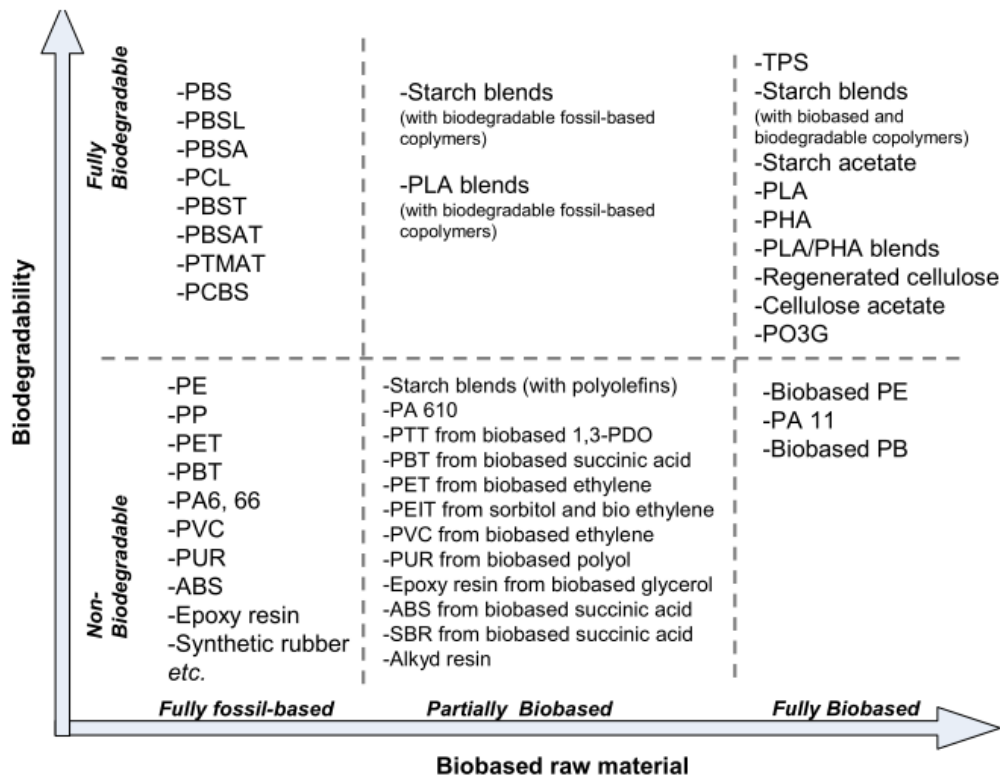 Biodegradability
Fully
Biodegradable
-PBS
-PBSL
-PBSA
-PCL
-PBST
-PBSAT
-PTMAT
-PCBS
-Starch blends
(with biodegradable fossil-based
coplymers)
-PLA blends
(with biodegradable fossil-based
copolymers)
-TPS
-Starch blends
(with biobased and
biodegradable copolymers)
-Starch acetate
-PLA
-PHA
-PLA/PHA blends
-Regenerated cellulose
-Cellulose acetate
-PO3G
Non-
Biodegradable
-PE
-PP
-PET
-PBT
-PA6, 66
-PVC
-PUR
-ABS
-Epoxy resin
-Synthetic rubber
etc.
-Starch blends (with polyolefins)
-PA 610
-PTT from biobased 1,3-PDO
-PBT from biobased succinic acid
-PET from biobased ethylene
-PEIT from sorbitol and bio ethylene
-PVC from biobased ethylene
-PUR from biobased polyol
-Epoxy resin from biobased glycerol
-ABS from biobased succinic acid
-SBR from biobased succinic acid
-Alkyd resin
-Biobased PE
-PA 11
-Biobased PB
Fully fossil-based
Partially Biobased
Fully Biobased
Biobased raw material